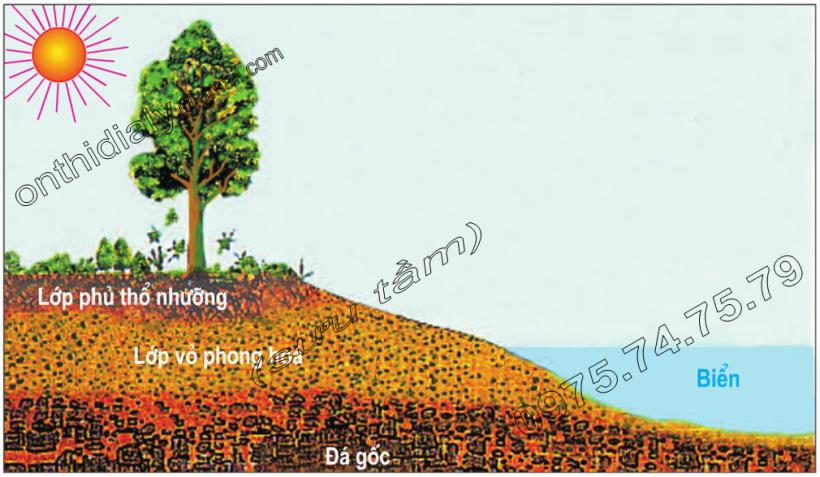 onthidialy@gmail.com
(sưu tầm)
0975.74.75.79
Lớp phủ thổ nhưỡng
Lớp vỏ phong hoá
Biển
Đá gốc